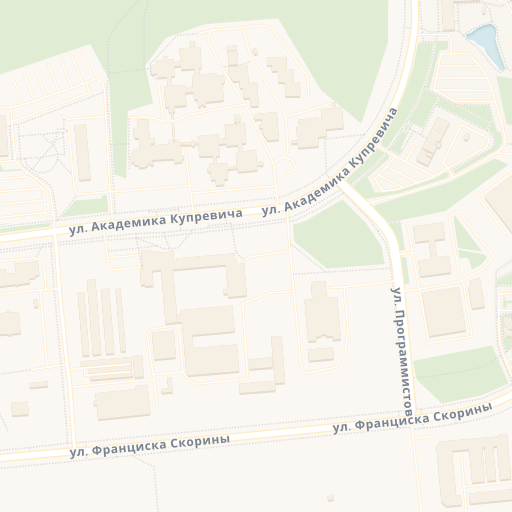 ул. Академика Купревича
ул. Академика Купревича
ул. Программистов
ул. Франциска Скорины
ул. Франциска Скорины